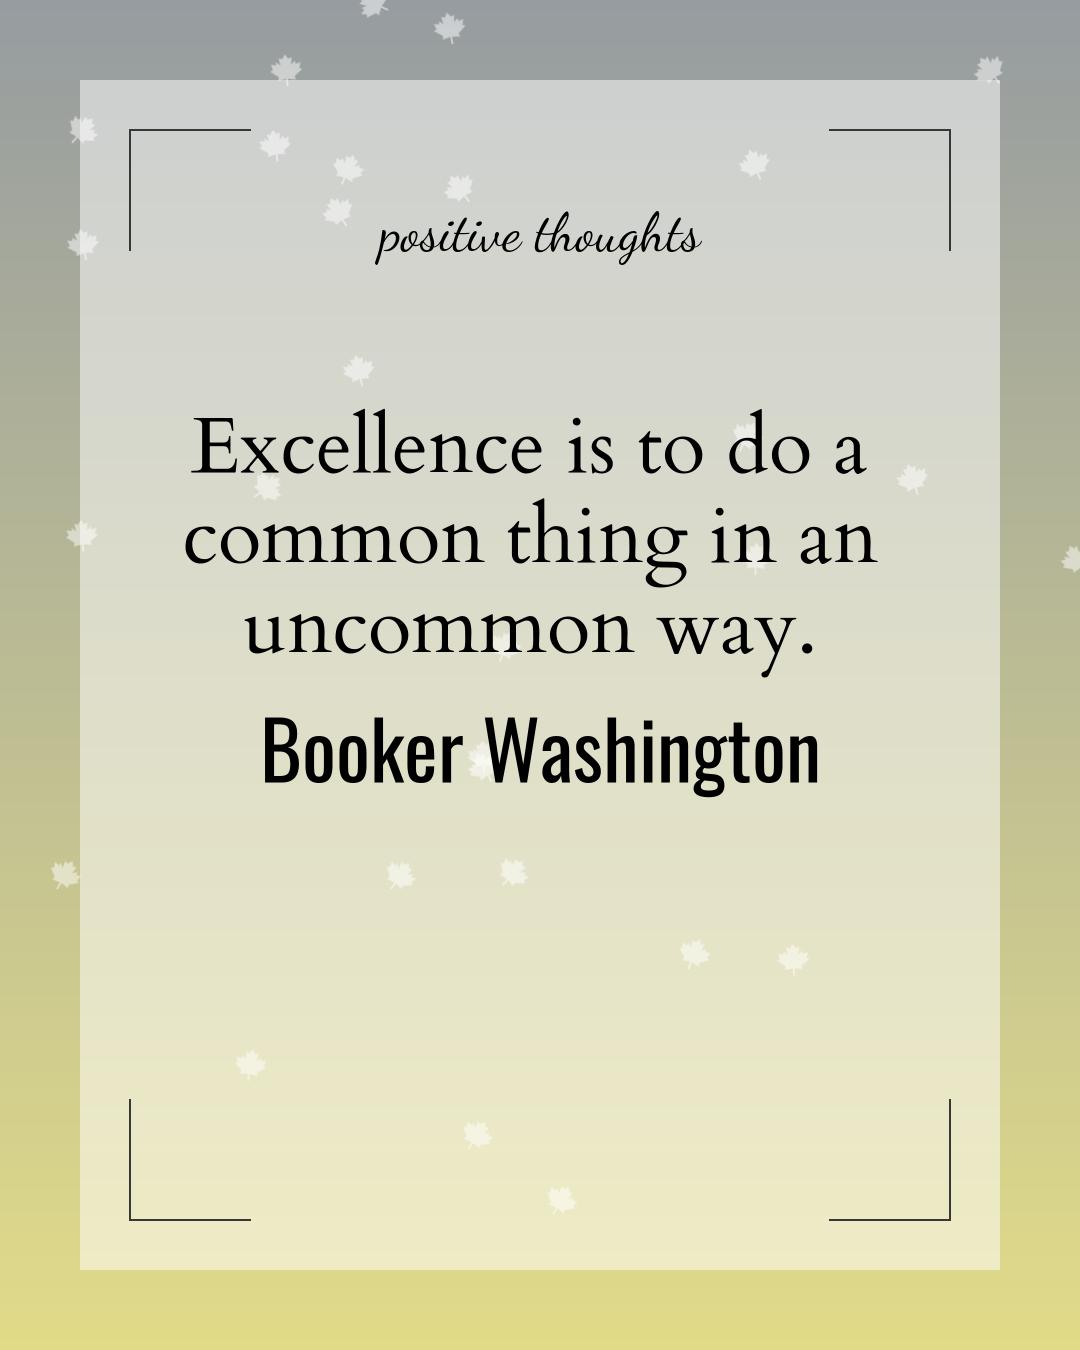 positive thoughts
Excellence is to do a
common thing in an
uncommon way.
Booker Washington